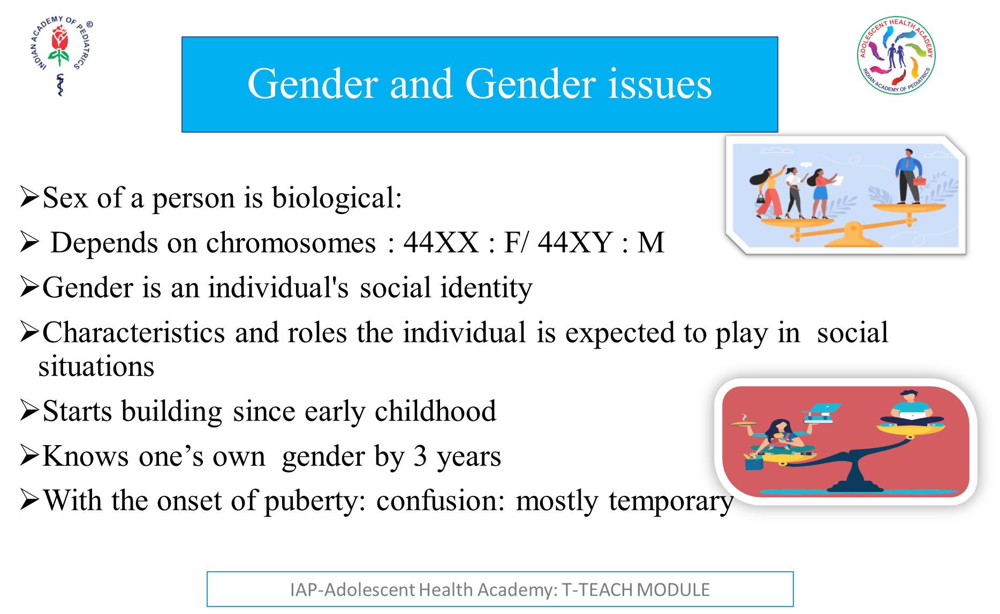 INDIAN ACADEMY OF PEDIATRICS ©
ADOLESCENT HEALTH ACADEMY
INDIAN ACADEMY OF PEDIATRICS
Gender and Gender issues
➢Sex of a person is biological:
➢ Depends on chromosomes : 44XX : F/ 44XY : M
➢Gender is an individual's social identity
➢Characteristics and roles the individual is expected to play in  social
situations
➢Starts building since early childhood
➢Knows one’s own  gender by 3 years
➢With the onset of puberty: confusion: mostly temporary
IAP-Adolescent Health Academy: T-TEACH MODULE